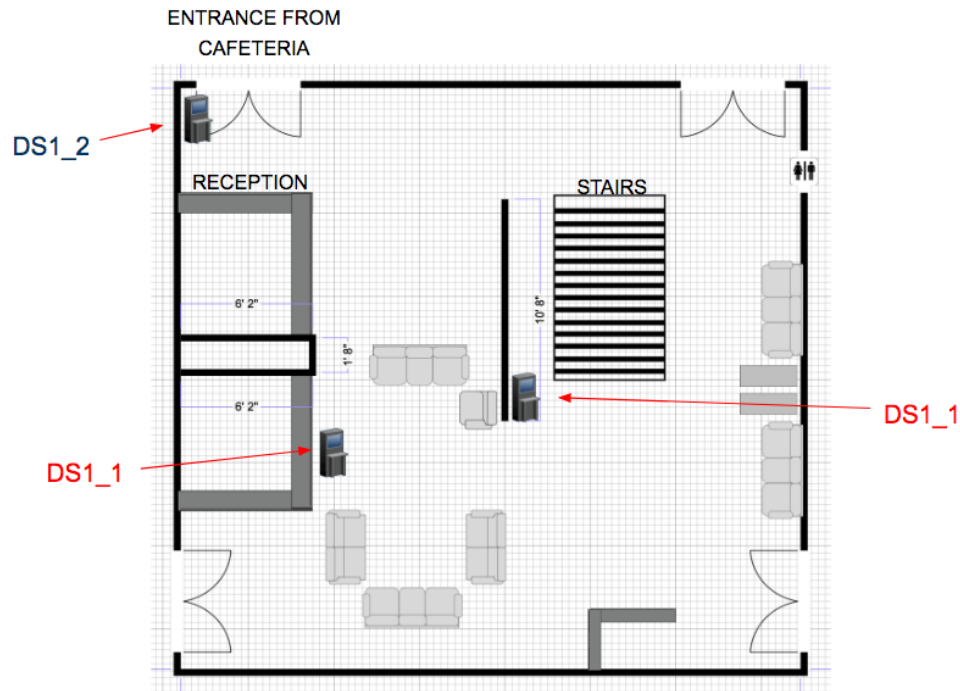 ENTRANCE FROM
CAFETERIA
DS1_2
RECEPTION
STAIRS
6' 2"
10' 8"
1' 8"
6' 2"
DS1_1
DS1_1